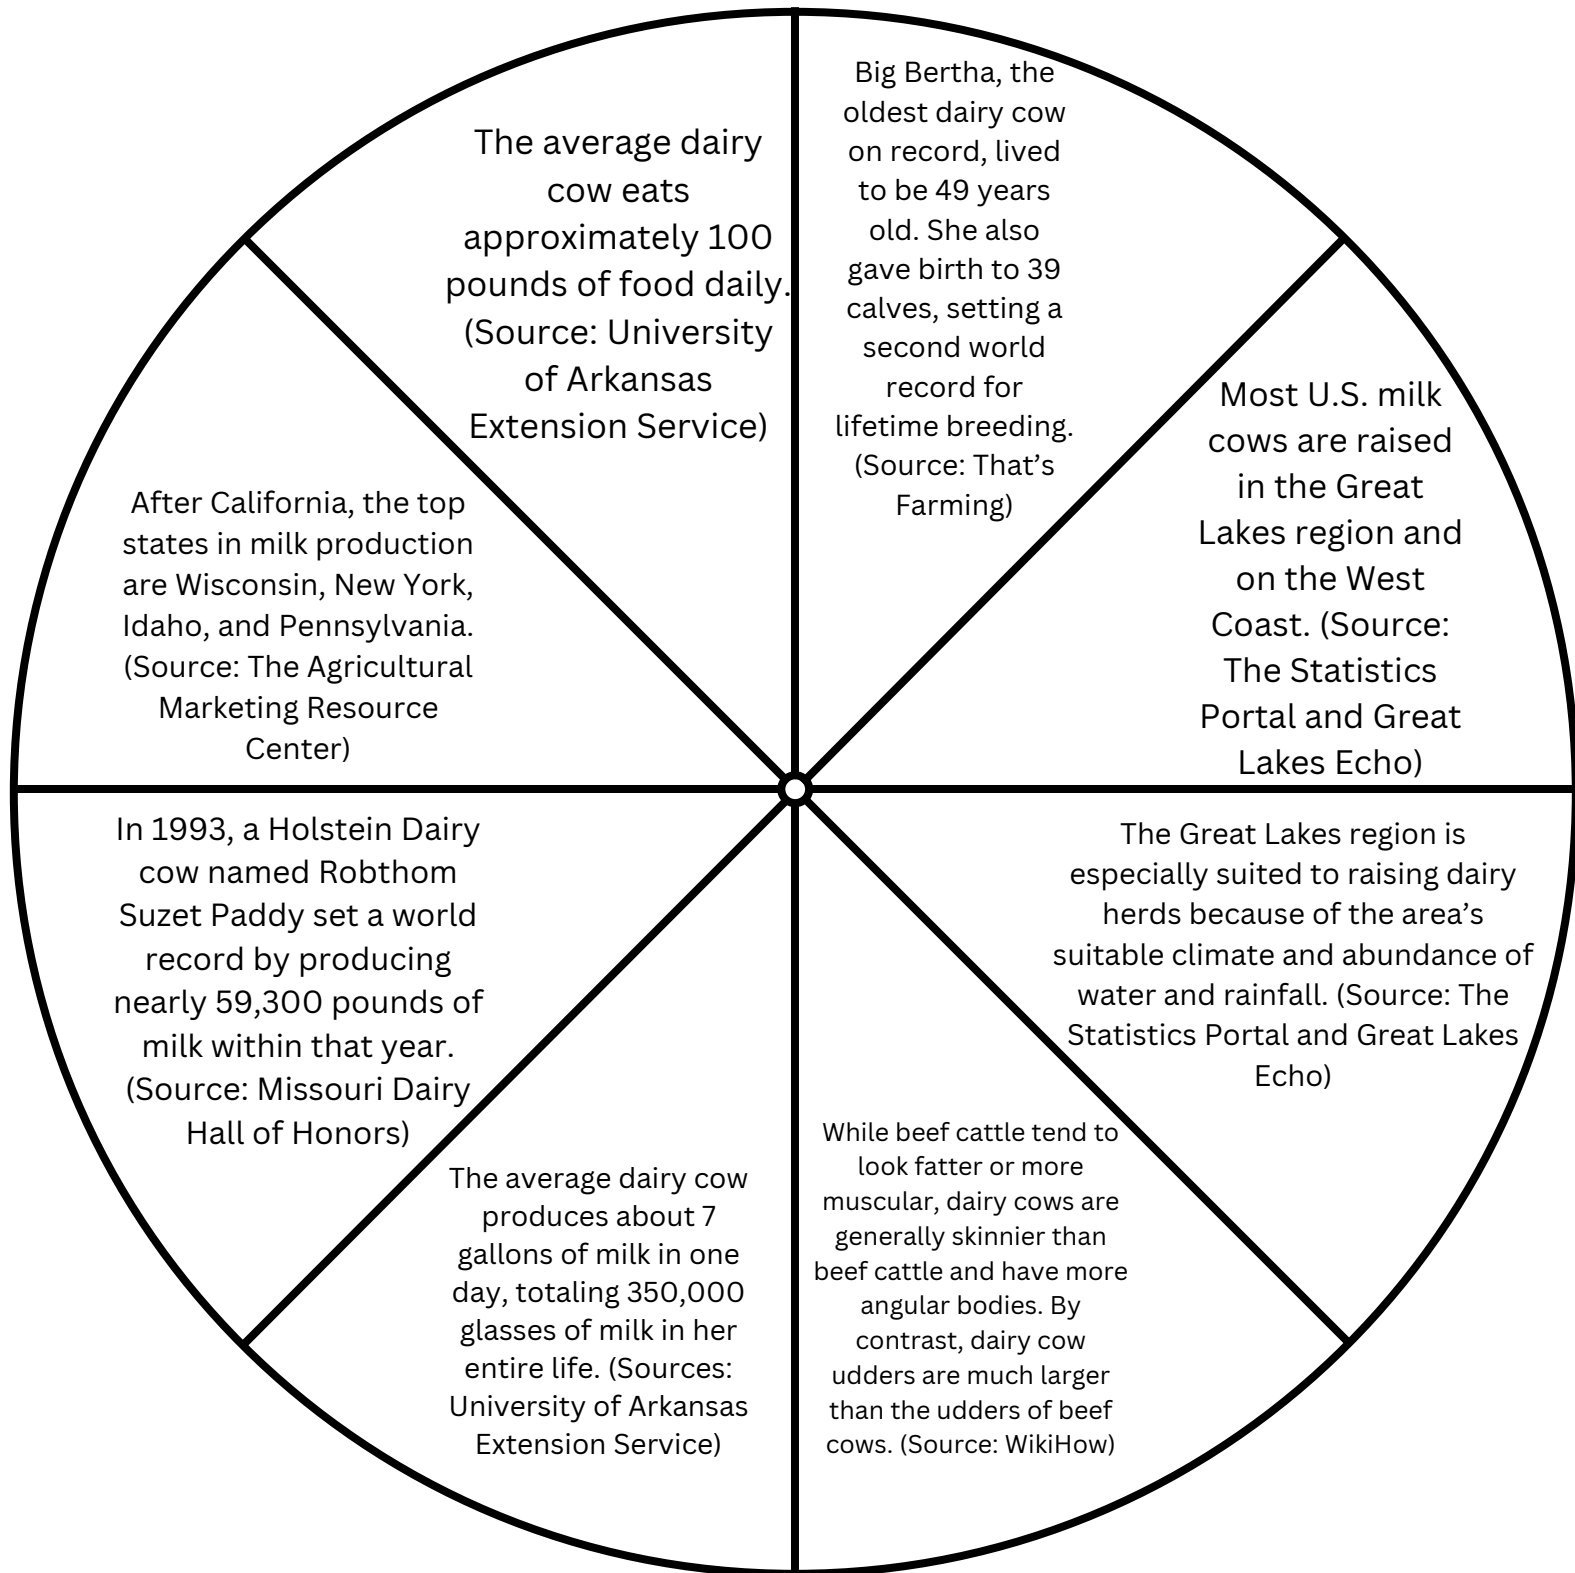 The average dairy
cow eats
approximately 100
pounds of food daily.
(Source: University
of Arkansas
Extension Service)
Big Bertha, the
oldest dairy cow
on record, lived
to be 49 years
old. She also
gave birth to 39
calves, setting a
second world
record for
lifetime breeding.
(Source: That’s
Farming)
Most U.S. milk
cows are raised
in the Great
Lakes region and
on the West
Coast. (Source:
The Statistics
Portal and Great
Lakes Echo)
The Great Lakes region is
especially suited to raising dairy
herds because of the area’s
suitable climate and abundance of
water and rainfall. (Source: The
Statistics Portal and Great Lakes
Echo)
While beef cattle tend to
look fatter or more
muscular, dairy cows are
generally skinnier than
beef cattle and have more
angular bodies. By
contrast, dairy cow
udders are much larger
than the udders of beef
cows. (Source: WikiHow)
The average dairy cow
produces about 7
gallons of milk in one
day, totaling 350,000
glasses of milk in her
entire life. (Sources:
University of Arkansas
Extension Service)
In 1993, a Holstein Dairy
cow named Robthom
Suzet Paddy set a world
record by producing
nearly 59,300 pounds of
milk within that year.
(Source: Missouri Dairy
Hall of Honors)
After California, the top
states in milk production
are Wisconsin, New York,
Idaho, and Pennsylvania.
(Source: The Agricultural
Marketing Resource
Center)